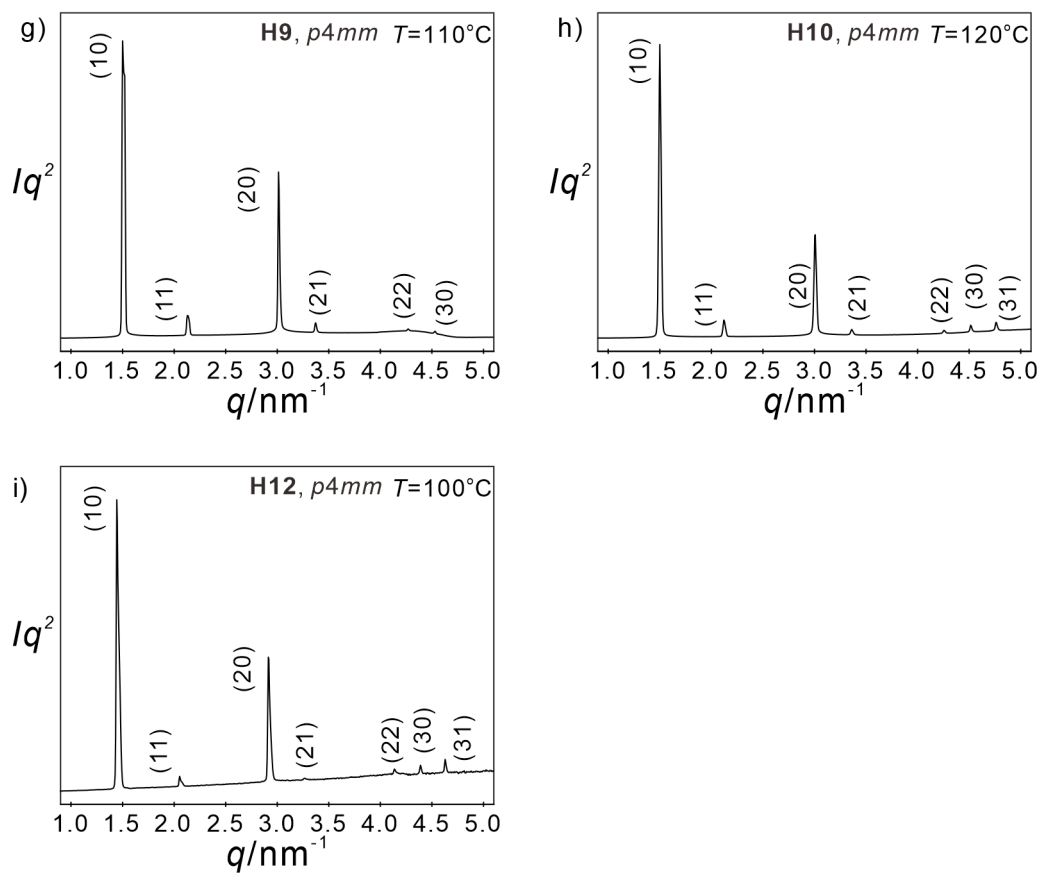 g)
H9, p4mm T=110°C
(10)
(11)
(20)
(21)
(22)
(30)
Iq²
1.0 1.5 2.0 2.5 3.0 3.5 4.0 4.5 5.0
q/nm⁻¹
h)
H10, p4mm T=120°C
(10)
(11)
(20)
(21)
(22)
(30)
(31)
Iq²
1.0 1.5 2.0 2.5 3.0 3.5 4.0 4.5 5.0
q/nm⁻¹
i)
H12, p4mm T=100°C
(10)
(11)
(20)
(21)
(22)
(30)
(31)
Iq²
1.0 1.5 2.0 2.5 3.0 3.5 4.0 4.5 5.0
q/nm⁻¹